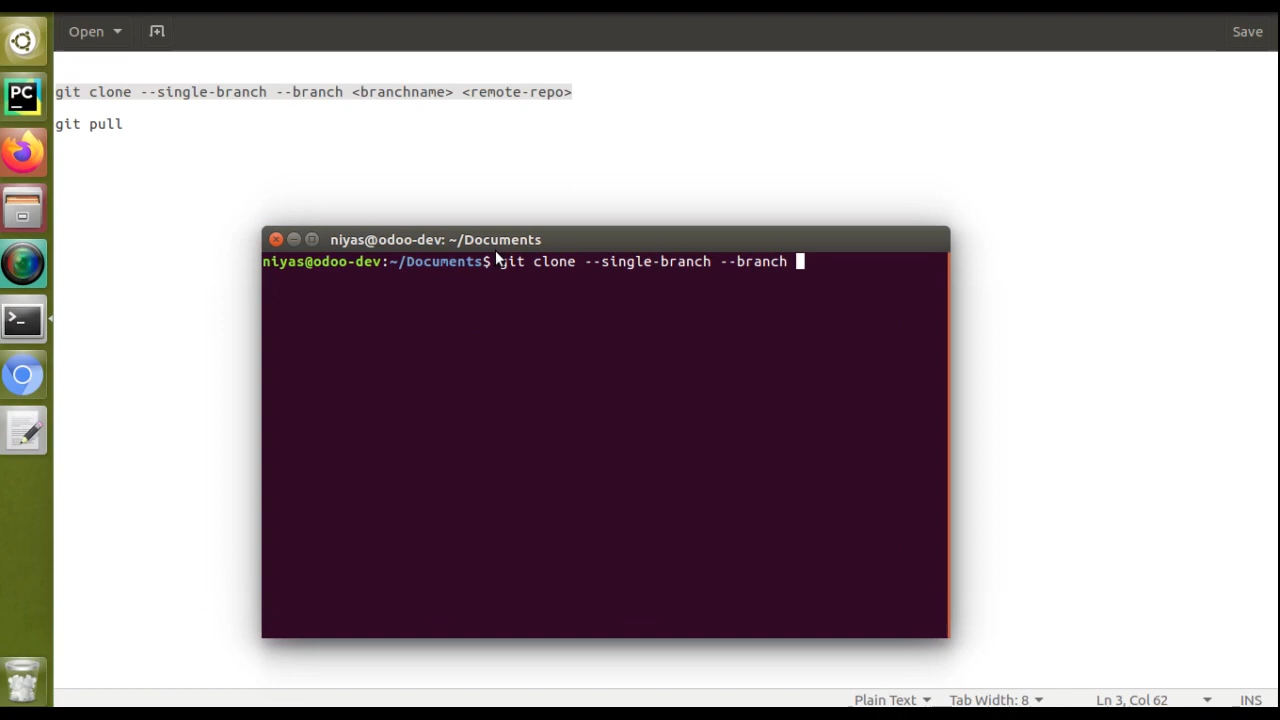 Open
Save
git clone --single-branch --branch <branchname> <remote-repo>
git pull
PC
niyas@odoo-dev: ~/Documents
niyas@odoo-dev:~/Documents$ git clone --single-branch --branch
>_
Plain Text Tab Width: 8 Ln 3, Col 62 INS